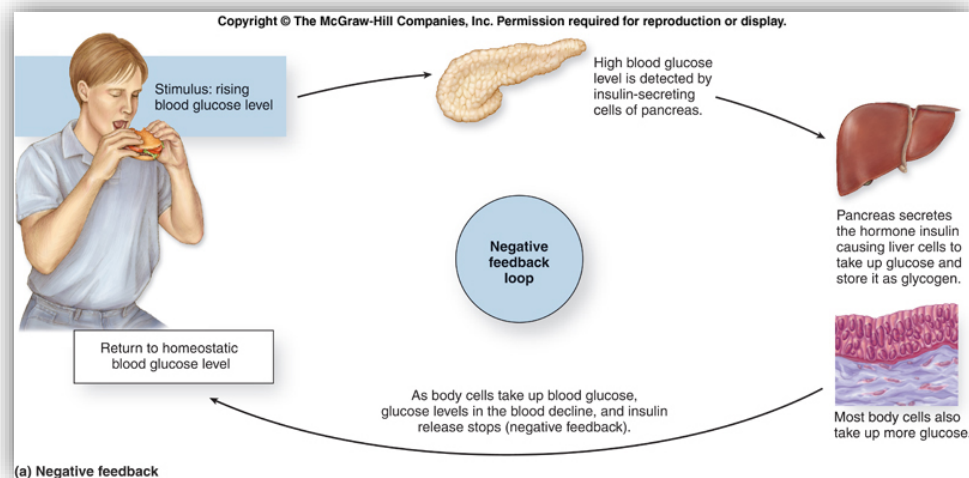 Copyright © The McGraw-Hill Companies, Inc. Permission required for reproduction or display.
Stimulus: rising
blood glucose level
High blood glucose
level is detected by
insulin-secreting
cells of pancreas.
Pancreas secretes
the hormone insulin
causing liver cells to
take up glucose and
store it as glycogen.
Negative
feedback
loop
Most body cells also
take up more glucose.
As body cells take up blood glucose,
glucose levels in the blood decline, and insulin
release stops (negative feedback).
Return to homeostatic
blood glucose level
(a) Negative feedback